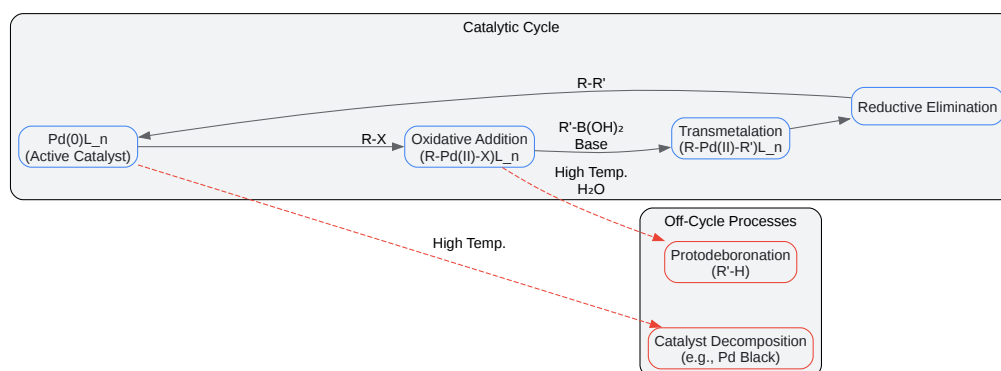 Catalytic Cycle
R-R'
Reductive Elimination
Pd(0)L_n
(Active Catalyst)
R-X
Oxidative Addition
(R-Pd(II)-X)L_n
R'-B(OH)₂
Base
Transmetalation
(R-Pd(II)-R')L_n
High Temp.
H₂O
Off-Cycle Processes
High Temp.
Protodeboronation
(R'-H)
Catalyst Decomposition
(e.g., Pd Black)